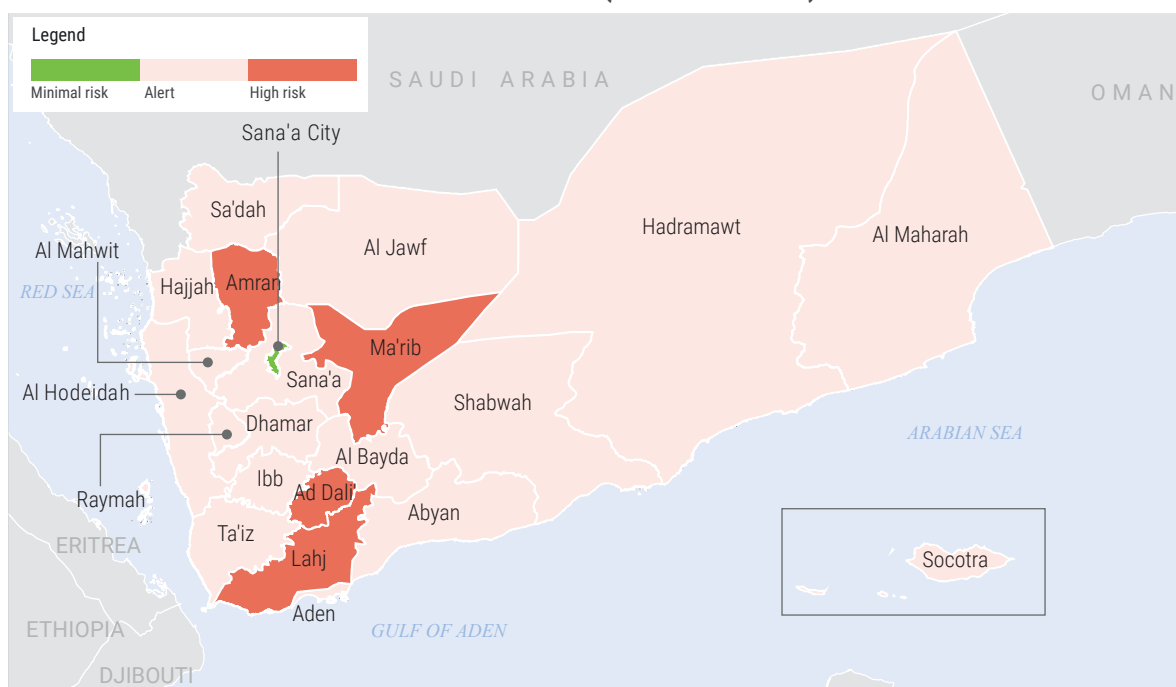 Legend
Minimal risk
Alert
High risk
SAUDI ARABIA
OMAN
Sana'a City
Sa'dah
Al Mahwit
Al Jawf
Hadramawt
Al Maharah
RED SEA
Hajjah
Amran
Ma'rib
Sana'a
Al Hodeidah
Shabwah
Dhamar
ARABIAN SEA
Al Bayda
Ibb
Ad Dali'
Raymah
Abyan
Ta'iz
ERITREA
Lahj
Socotra
Aden
ETHIOPIA
GULF OF ADEN
DJIBOUTI